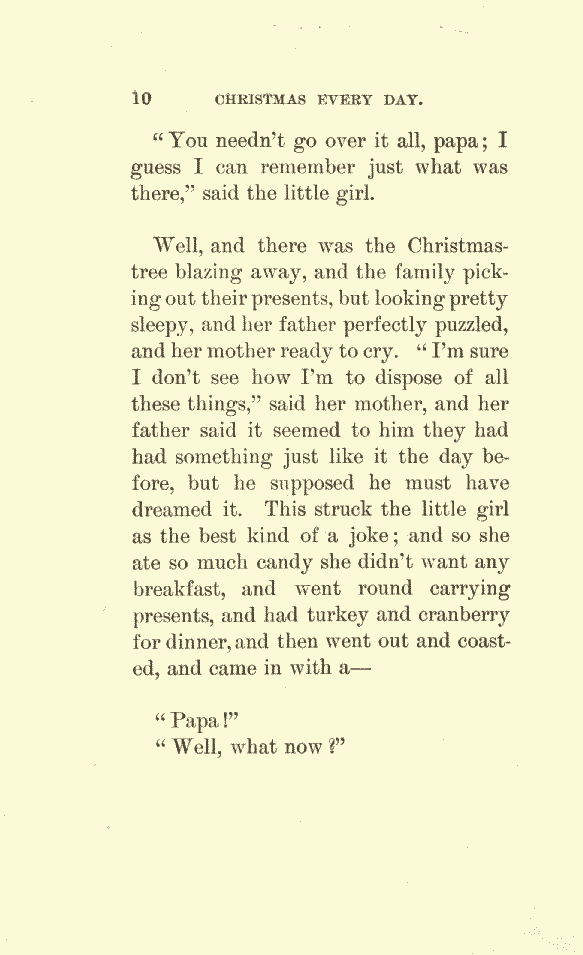 10 CHRISTMAS EVERY DAY.
“You needn't go over it all, papa; I
guess I can remember just what was
there,” said the little girl.
Well, and there was the Christmas-
tree blazing away, and the family pick-
ing out their presents, but looking pretty
sleepy, and her father perfectly puzzled,
and her mother ready to cry. “I'm sure
I don't see how I'm to dispose of all
these things,” said her mother, and her
father said it seemed to him they had
had something just like it the day be-
fore, but he supposed he must have
dreamed it. This struck the little girl
as the best kind of a joke; and so she
ate so much candy she didn't want any
breakfast, and went round carrying
presents, and had turkey and cranberry
for dinner, and then went out and coast-
ed, and came in with a—
“Papa!”
“Well, what now?”